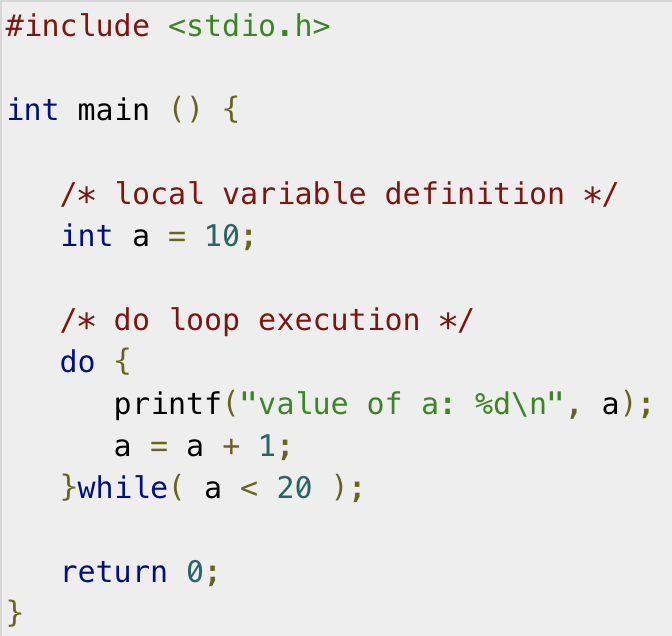 #include <stdio.h>

int main () {

   /* local variable definition */
   int a = 10;

   /* do loop execution */
   do {
      printf("value of a: %d\n", a);
      a = a + 1;
   }while( a < 20 );

   return 0;
}